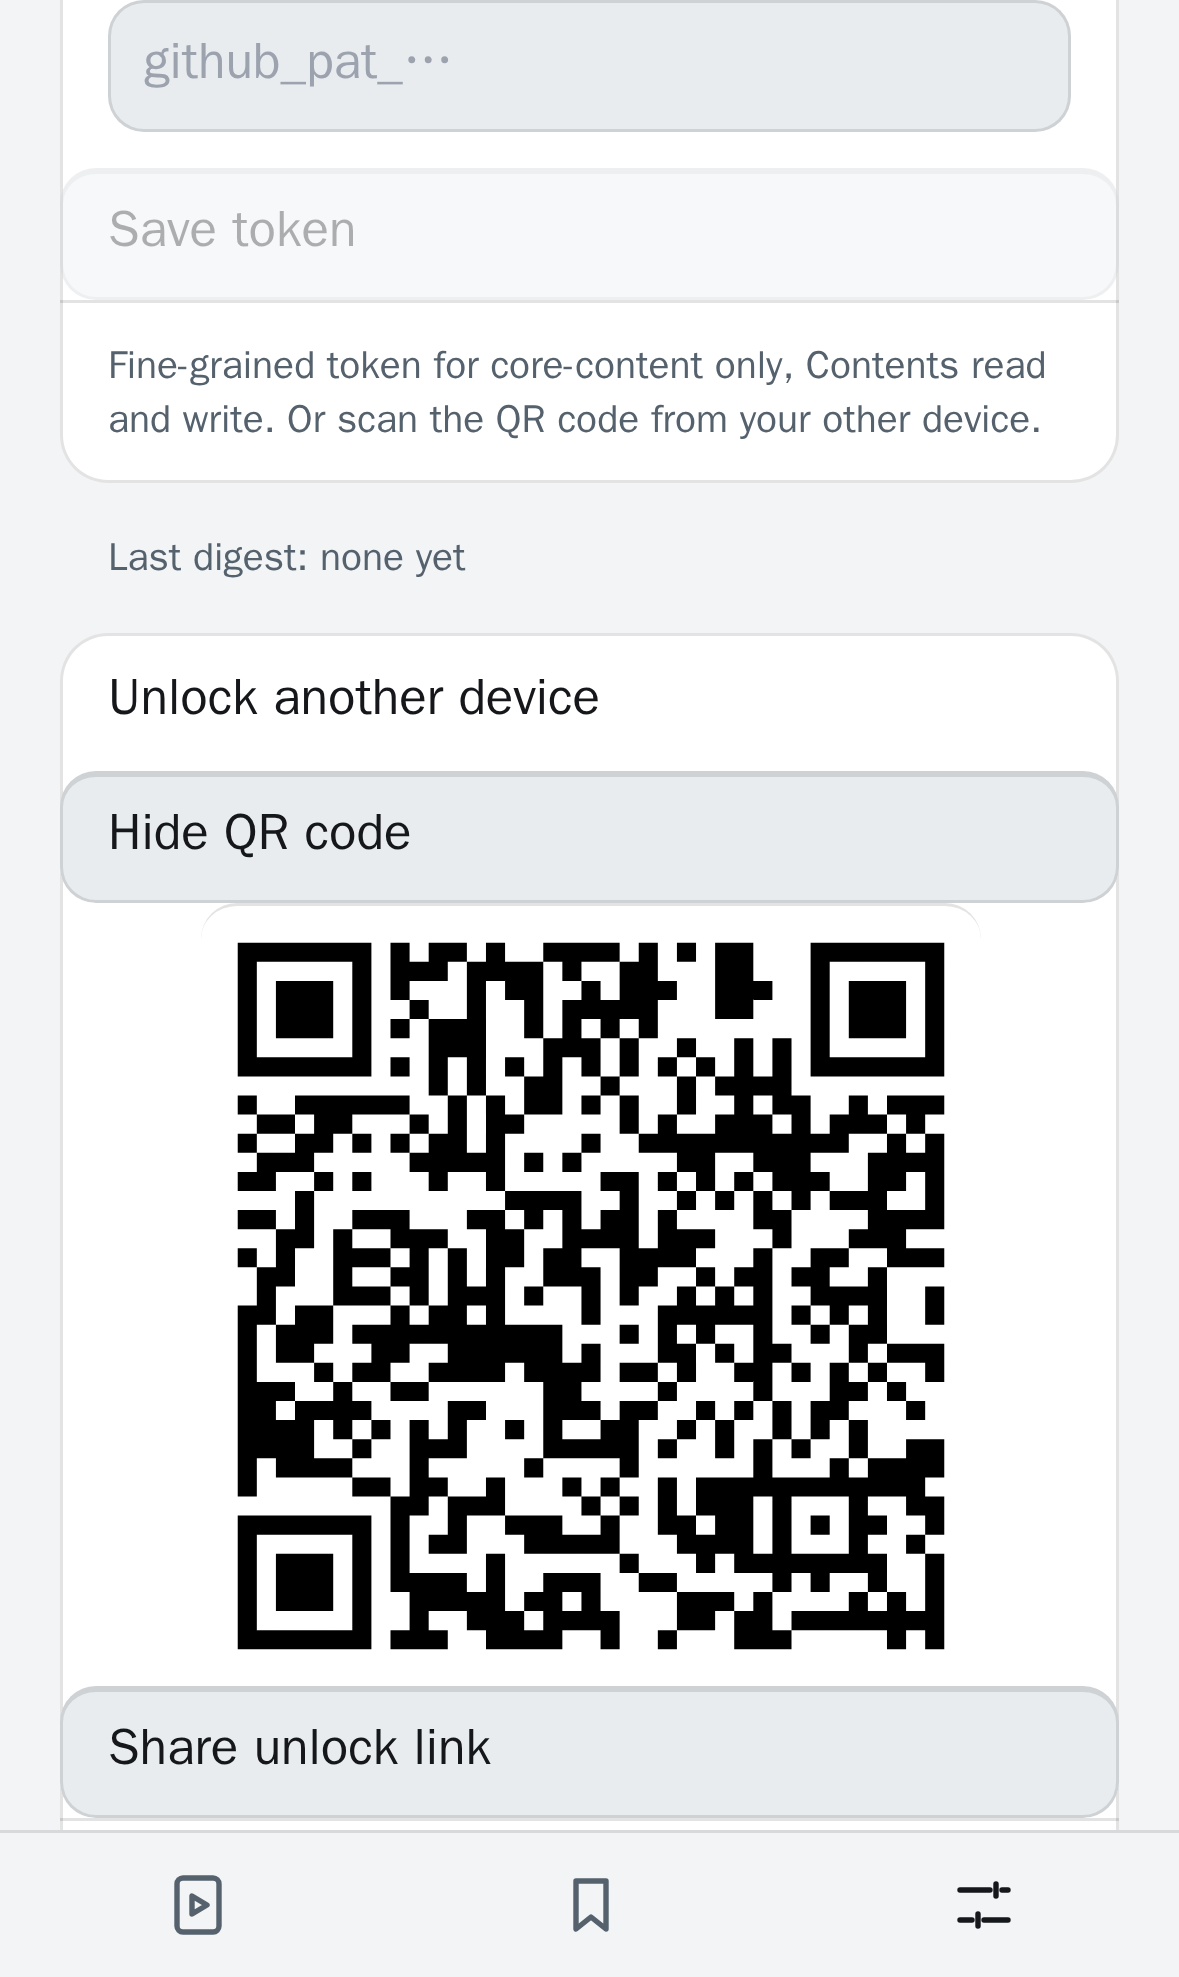 github_pat_···
Save token
Fine-grained token for core-content only, Contents read
and write. Or scan the QR code from your other device.
Last digest: none yet
Unlock another device
Hide QR code
Share unlock link